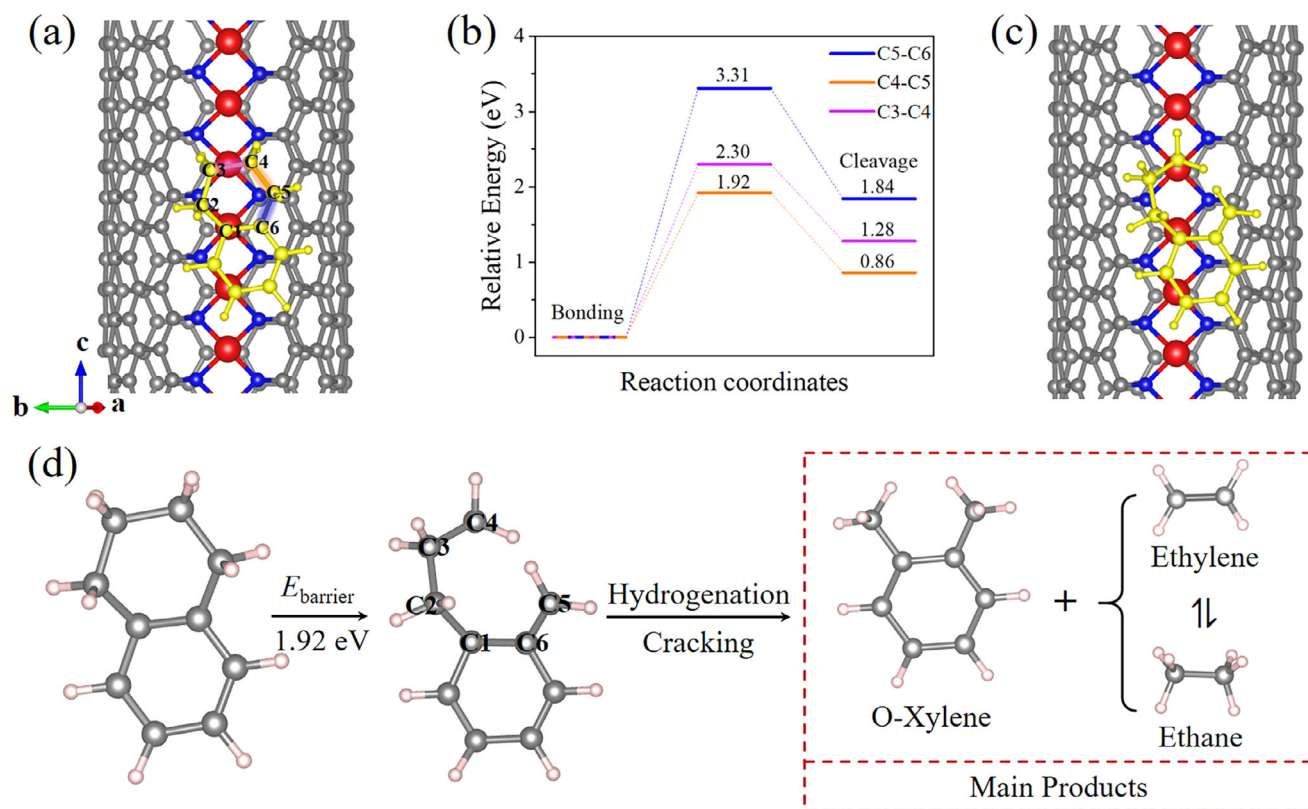 (a)
C3
C4
C5
C2
C1
C6
c
b
a
(b)
Relative Energy (eV)
4
3
2
1
0
C5-C6
C4-C5
C3-C4
3.31
2.30
1.92
Cleavage
1.84
1.28
0.86
Bonding
Reaction coordinates
(c)
(d)
Ebarrier
1.92 eV
C4
C3
C2
C5
C1
C6
Hydrogenation
Cracking
O-Xylene
+
Ethylene
⇌
Ethane
Main Products